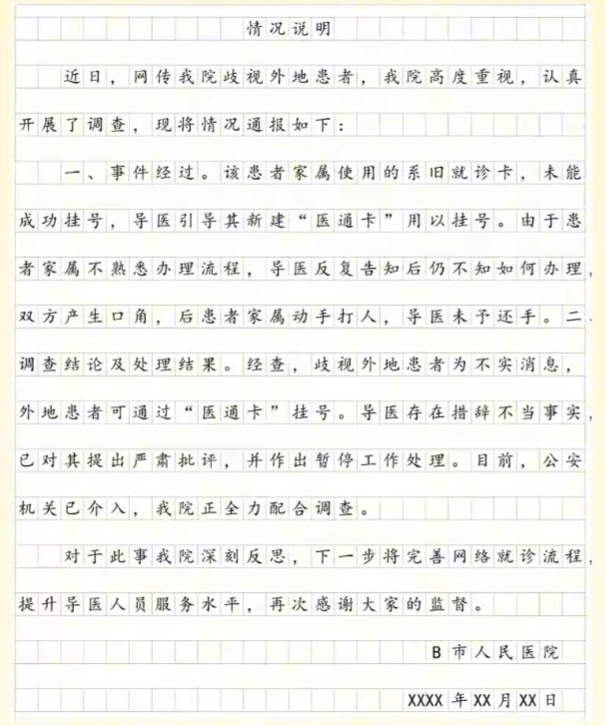 情况说明
近日，网传我院歧视外地患者，我院高度重视，认真
开展了调查，现将情况通报如下：
一、事件经过。该患者家属使用的系旧就诊卡，未能
成功挂号，导医引导其新建“医通卡”用以挂号。由于患
者家属不熟悉办理流程，导医反复告知后仍不知如何办理，
双方产生口角，后患者家属动手打人，导医未予还手。二、
调查结论及处理结果。经查，歧视外地患者为不实消息，
外地患者可通过“医通卡”挂号。导医存在措辞不当事实，
已对其提出严肃批评，并作出暂停工作处理。目前，公安
机关已介入，我院正全力配合调查。
对于此事我院深刻反思，下一步将完善网络就诊流程，
提升导医人员服务水平，再次感谢大家的监督。
B 市人民医院
XXXX 年 XX 月 XX 日